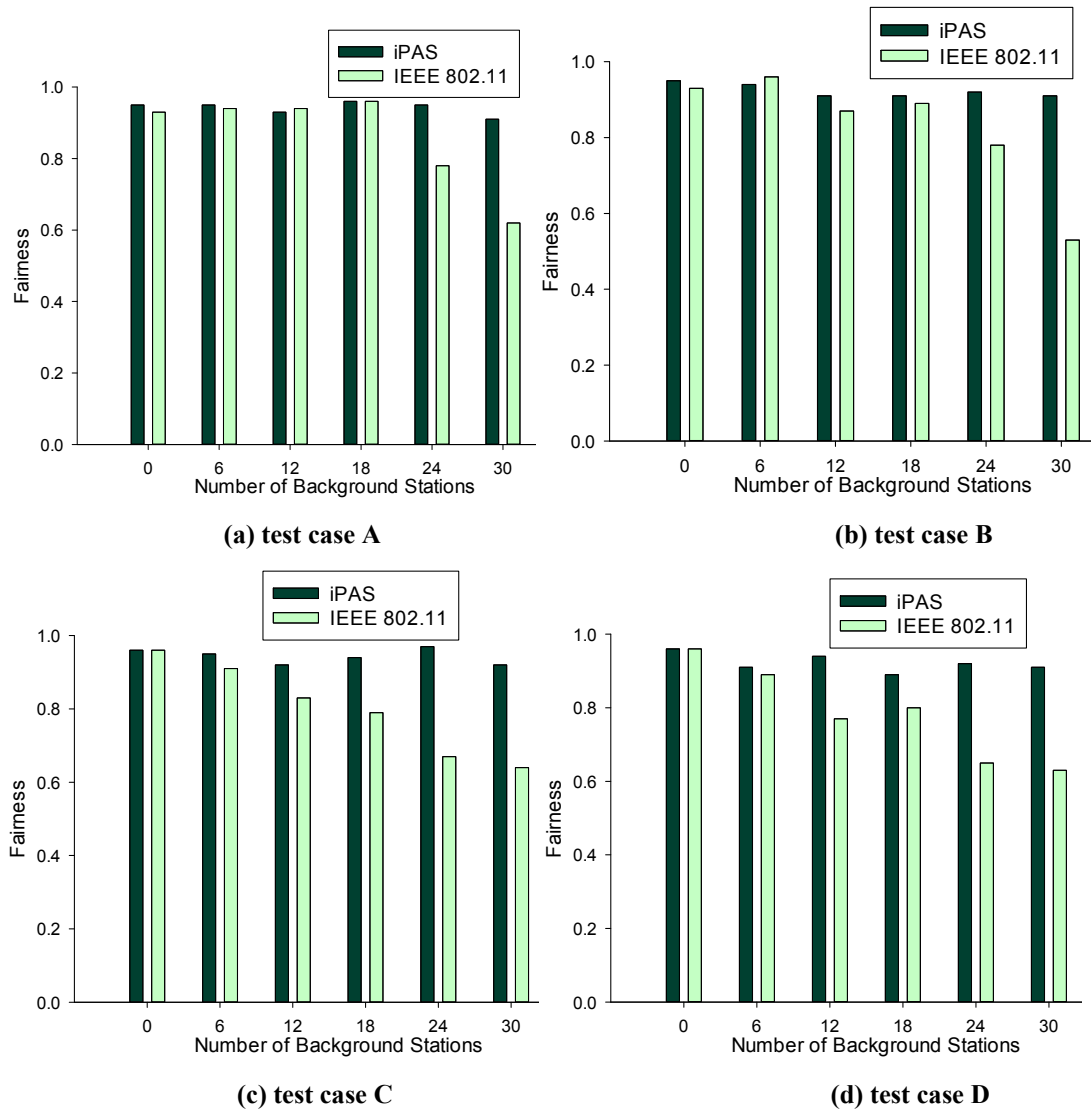 iPAS
IEEE 802.11
1.0
0.8
0.6
0.4
0.2
0.0
Fairness
0 6 12 18 24 30
Number of Background Stations
(a) test case A
iPAS
IEEE 802.11
1.0
0.8
0.6
0.4
0.2
0.0
Fairness
0 6 12 18 24 30
Number of Background Stations
(b) test case B
iPAS
IEEE 802.11
1.0
0.8
0.6
0.4
0.2
0.0
Fairness
0 6 12 18 24 30
Number of Background Stations
(c) test case C
iPAS
IEEE 802.11
1.0
0.8
0.6
0.4
0.2
0.0
Fairness
0 6 12 18 24 30
Number of Background Stations
(d) test case D